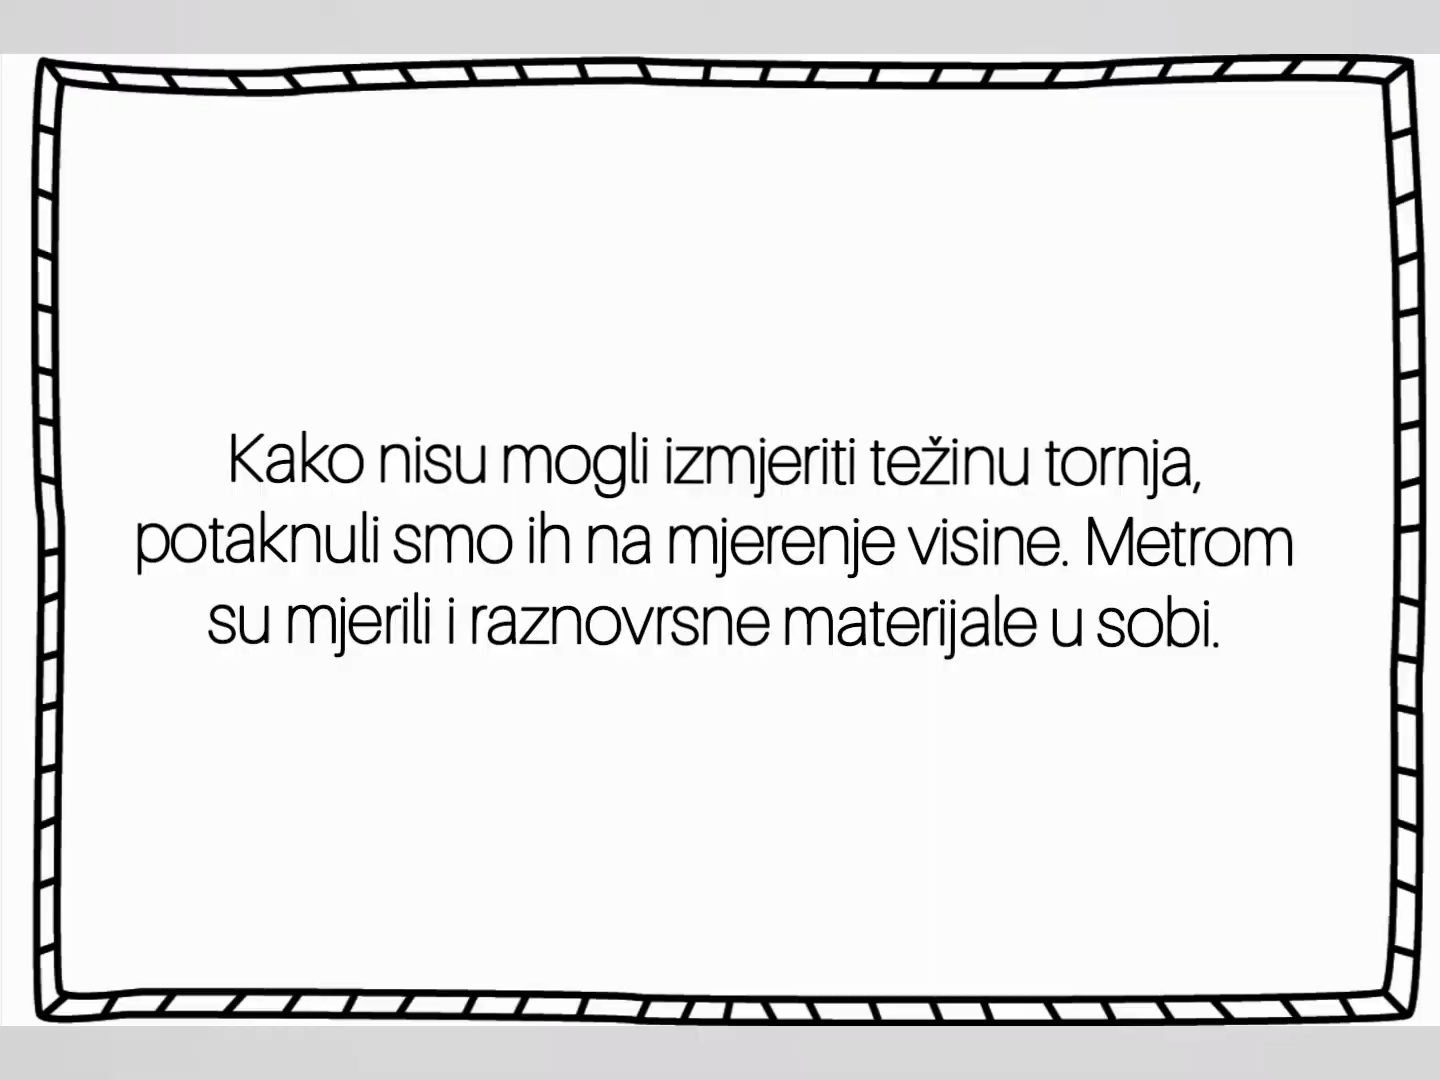 Kako nisu mogli izmjeriti težinu tornja,
potaknuli smo ih na mjerenje visine. Metrom
su mjerili i raznovrsne materijale u sobi.